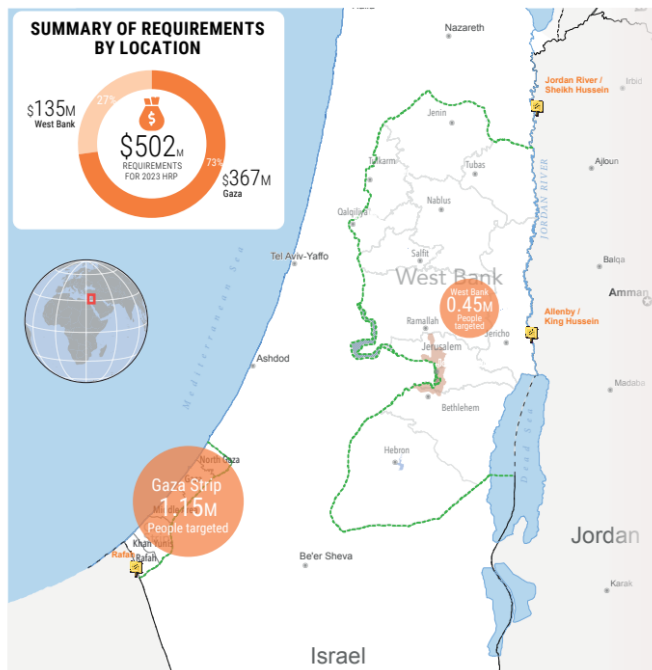 SUMMARY OF REQUIREMENTS
BY LOCATION
27%
$135M
West Bank
$502M
REQUIREMENTS
FOR 2023 HRP
73%
$367M
Gaza
Nazareth
Jordan River /
Sheikh Hussein
Irbid
Jenin
Tulkarm
Tubas
Ajloun
Nablus
Qalqiliya
JORDAN RIVER
Salfit
Tel Aviv-Yaffo
Balqa
West Bank
West Bank
0.45M
People
targeted
Amman
Mediterranean Sea
Ramallah
Allenby /
King Hussein
Jericho
Jerusalem
Ashdod
Madaba
Bethlehem
Dead Sea
Hebron
North Gaza
Gaza Strip
1.15M
People targeted
Khan Yunis
Rafah
Rafah
Be'er Sheva
Jordan
Karak
Israel